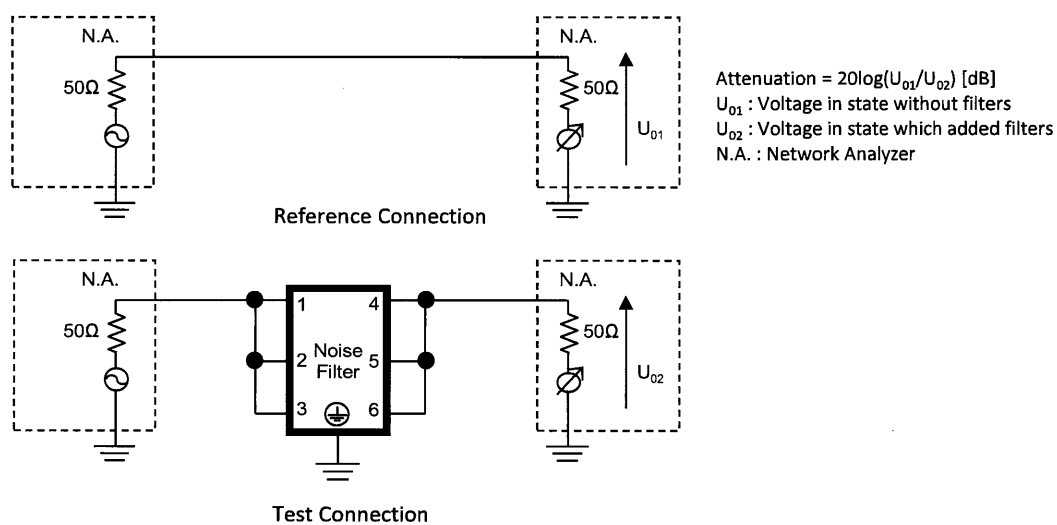 N.A.
50Ω
N.A.
50Ω
U01
Attenuation = 20log(U01/U02) [dB]
U01 : Voltage in state without filters
U02 : Voltage in state which added filters
N.A. : Network Analyzer
Reference Connection
N.A.
50Ω
1
2
3
Noise
Filter
4
5
6
N.A.
50Ω
U02
Test Connection